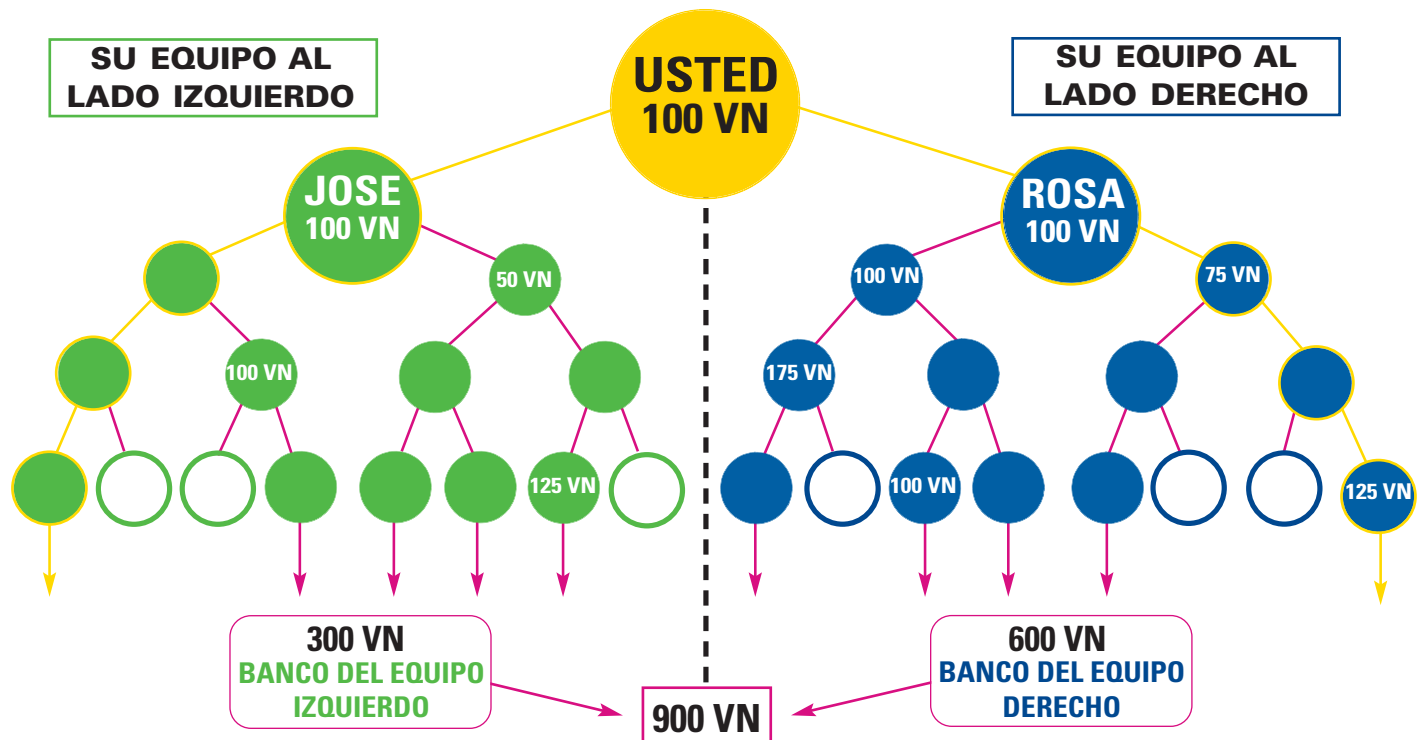 SU EQUIPO AL
LADO IZQUIERDO
USTED
100 VN
SU EQUIPO AL
LADO DERECHO
JOSE
100 VN
ROSA
100 VN
50 VN
100 VN
75 VN
100 VN
175 VN
125 VN
100 VN
125 VN
300 VN
BANCO DEL EQUIPO
IZQUIERDO
600 VN
BANCO DEL EQUIPO
DERECHO
900 VN